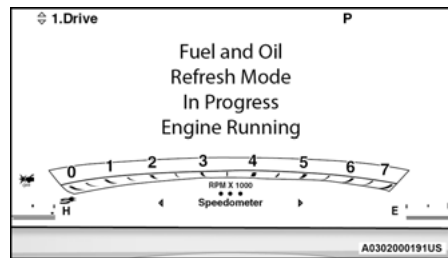 1.Drive P
Fuel and Oil
Refresh Mode
In Progress
Engine Running
0 1 2 3 4 5 6 7
RPM X 1000
OFF
Speedometer
H E
A0302000191US